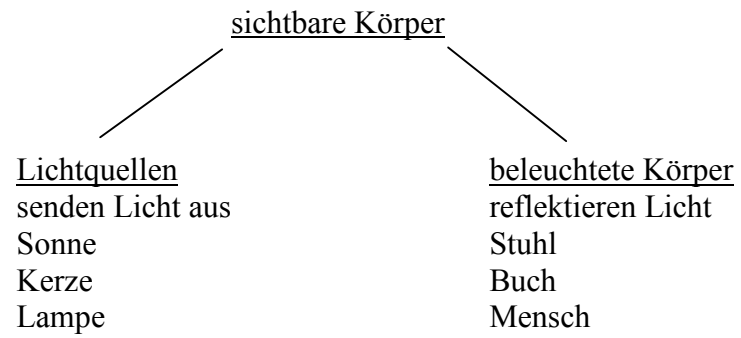 sichtbare Körper
Lichtquellen
senden Licht aus
Sonne
Kerze
Lampe
beleuchtete Körper
reflektieren Licht
Stuhl
Buch
Mensch